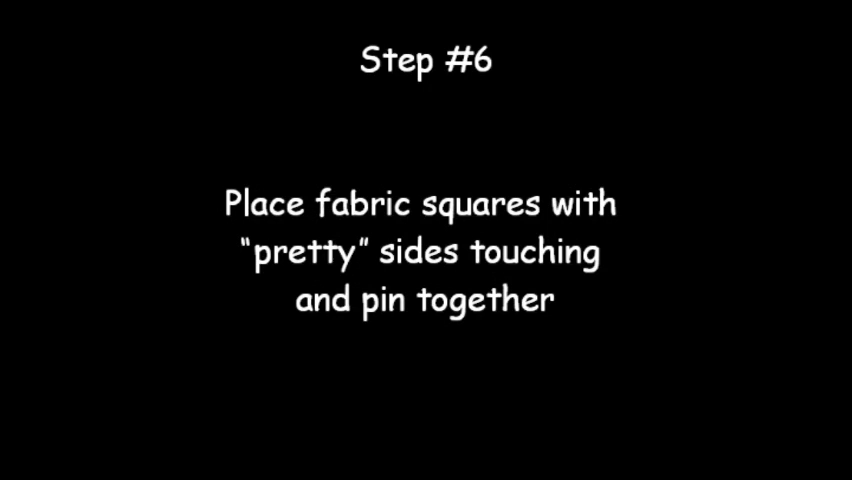 Step #6
Place fabric squares with
“pretty” sides touching
and pin together